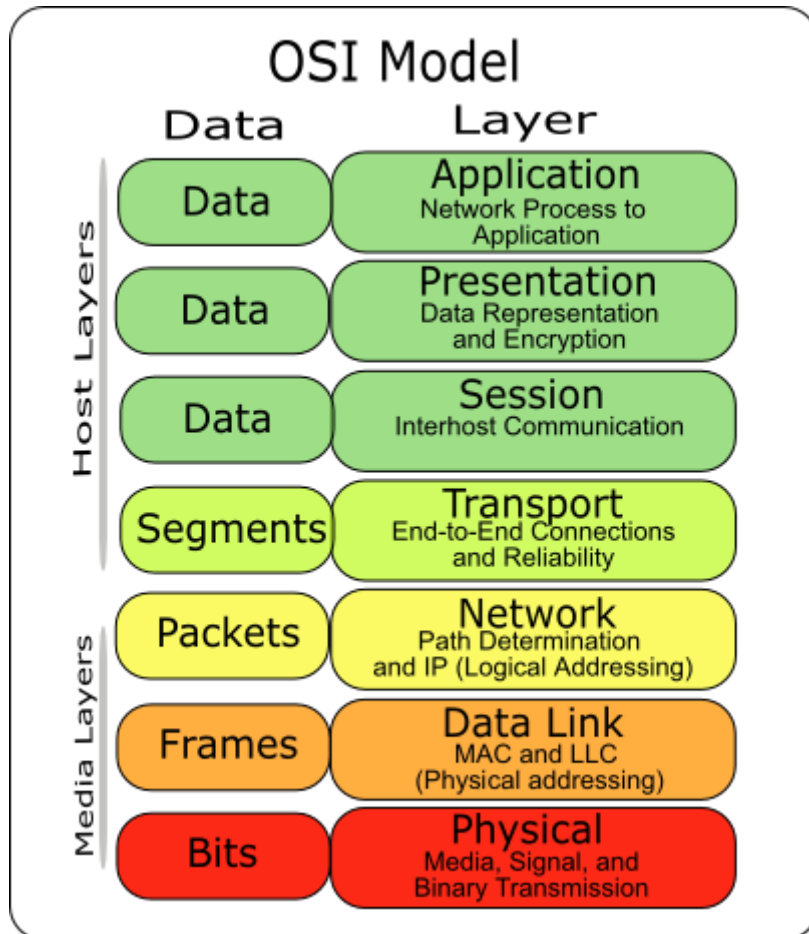 OSI Model
Data Layer
Host Layers
Data
Application
Network Process to
Application
Data
Presentation
Data Representation
and Encryption
Data
Session
Interhost Communication
Segments
Transport
End-to-End Connections
and Reliability
Media Layers
Packets
Network
Path Determination
and IP (Logical Addressing)
Frames
Data Link
MAC and LLC
(Physical addressing)
Bits
Physical
Media, Signal, and
Binary Transmission